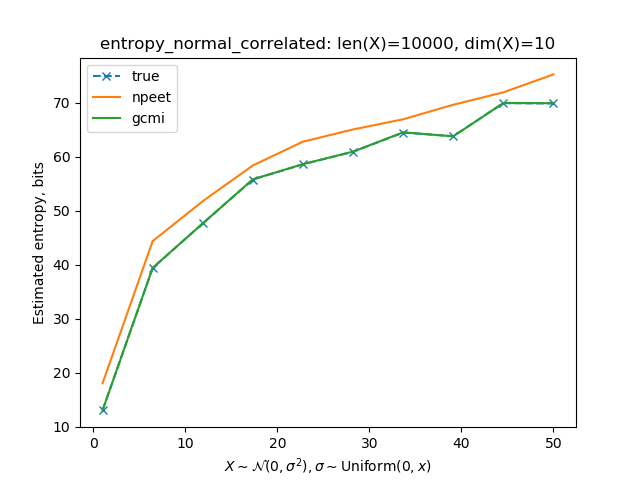 entropy_normal_correlated: len(X)=10000, dim(X)=10
true
npeet
gcmi
Estimated entropy, bits
70
60
50
40
30
20
10
0 10 20 30 40 50
X ∼ 𝒩(0, σ²), σ ∼ Uniform(0, x)